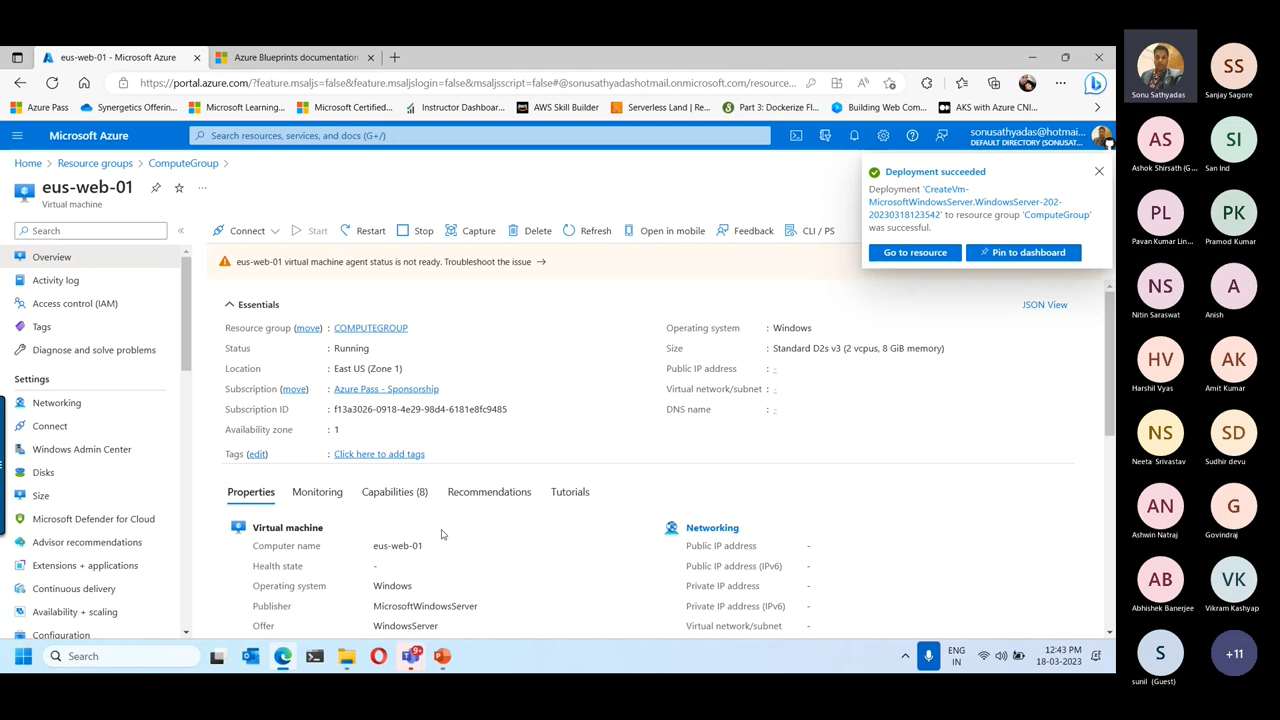 eus-web-01 - Microsoft Azure
Azure Blueprints documentation
https://portal.azure.com/?feature.msaljs=false&feature.msaljslogin=false&msaljsscript=false#@sonusathyadashotmail.onmicrosoft.com/resource...
Azure Pass
Synergetics Offering...
Microsoft Learning...
Microsoft Certified...
Instructor Dashboar...
AWS Skill Builder
Serverless Land | Re...
Part 3: Dockerize Fl...
Building Web Com...
AKS with Azure CNI...
Microsoft Azure
Search resources, services, and docs (G+/)
sonusathyadas@hotmai...
DEFAULT DIRECTORY (SONUSAT...
Home > Resource groups > ComputeGroup >
eus-web-01
Virtual machine
Search
Connect
Start
Restart
Stop
Capture
Delete
Refresh
Open in mobile
Feedback
CLI / PS
Deployment succeeded
Deployment 'CreateVm-
MicrosoftWindowsServer.WindowsServer-202-
20230318123542' to resource group 'ComputeGroup'
was successful.
Go to resource
Pin to dashboard
eus-web-01 virtual machine agent status is not ready. Troubleshoot the issue →
Overview
Activity log
Access control (IAM)
Tags
Diagnose and solve problems
Settings
Networking
Connect
Windows Admin Center
Disks
Size
Microsoft Defender for Cloud
Advisor recommendations
Extensions + applications
Continuous delivery
Availability + scaling
Configuration
Essentials
JSON View
Resource group (move) : COMPUTEGROUP
Status : Running
Location : East US (Zone 1)
Subscription (move) : Azure Pass - Sponsorship
Subscription ID : f13a3026-0918-4e29-98d4-6181e8fc9485
Availability zone : 1
Tags (edit) : Click here to add tags
Operating system : Windows
Size : Standard D2s v3 (2 vcpus, 8 GiB memory)
Public IP address : -
Virtual network/subnet : -
DNS name : -
Properties
Monitoring
Capabilities (8)
Recommendations
Tutorials
Virtual machine
Computer name eus-web-01
Health state -
Operating system Windows
Publisher MicrosoftWindowsServer
Offer WindowsServer
Networking
Public IP address -
Public IP address (IPv6) -
Private IP address -
Private IP address (IPv6) -
Virtual network/subnet -
Search
9+
ENG
IN
12:43 PM
18-03-2023
Sonu Sathyadas
SS
Sanjay Sagore
AS
Ashok Shirsath (G...
SI
San Ind
PL
Pavan Kumar Lin...
PK
Pramod Kumar
NS
Nitin Saraswat
A
Anish
HV
Harshil Vyas
AK
Amit Kumar
NS
Neeta Srivastav
SD
Sudhir devu
AN
Ashwin Natraj
G
Govindraj
AB
Abhishek Banerjee
VK
Vikram Kashyap
S
sunil (Guest)
+11